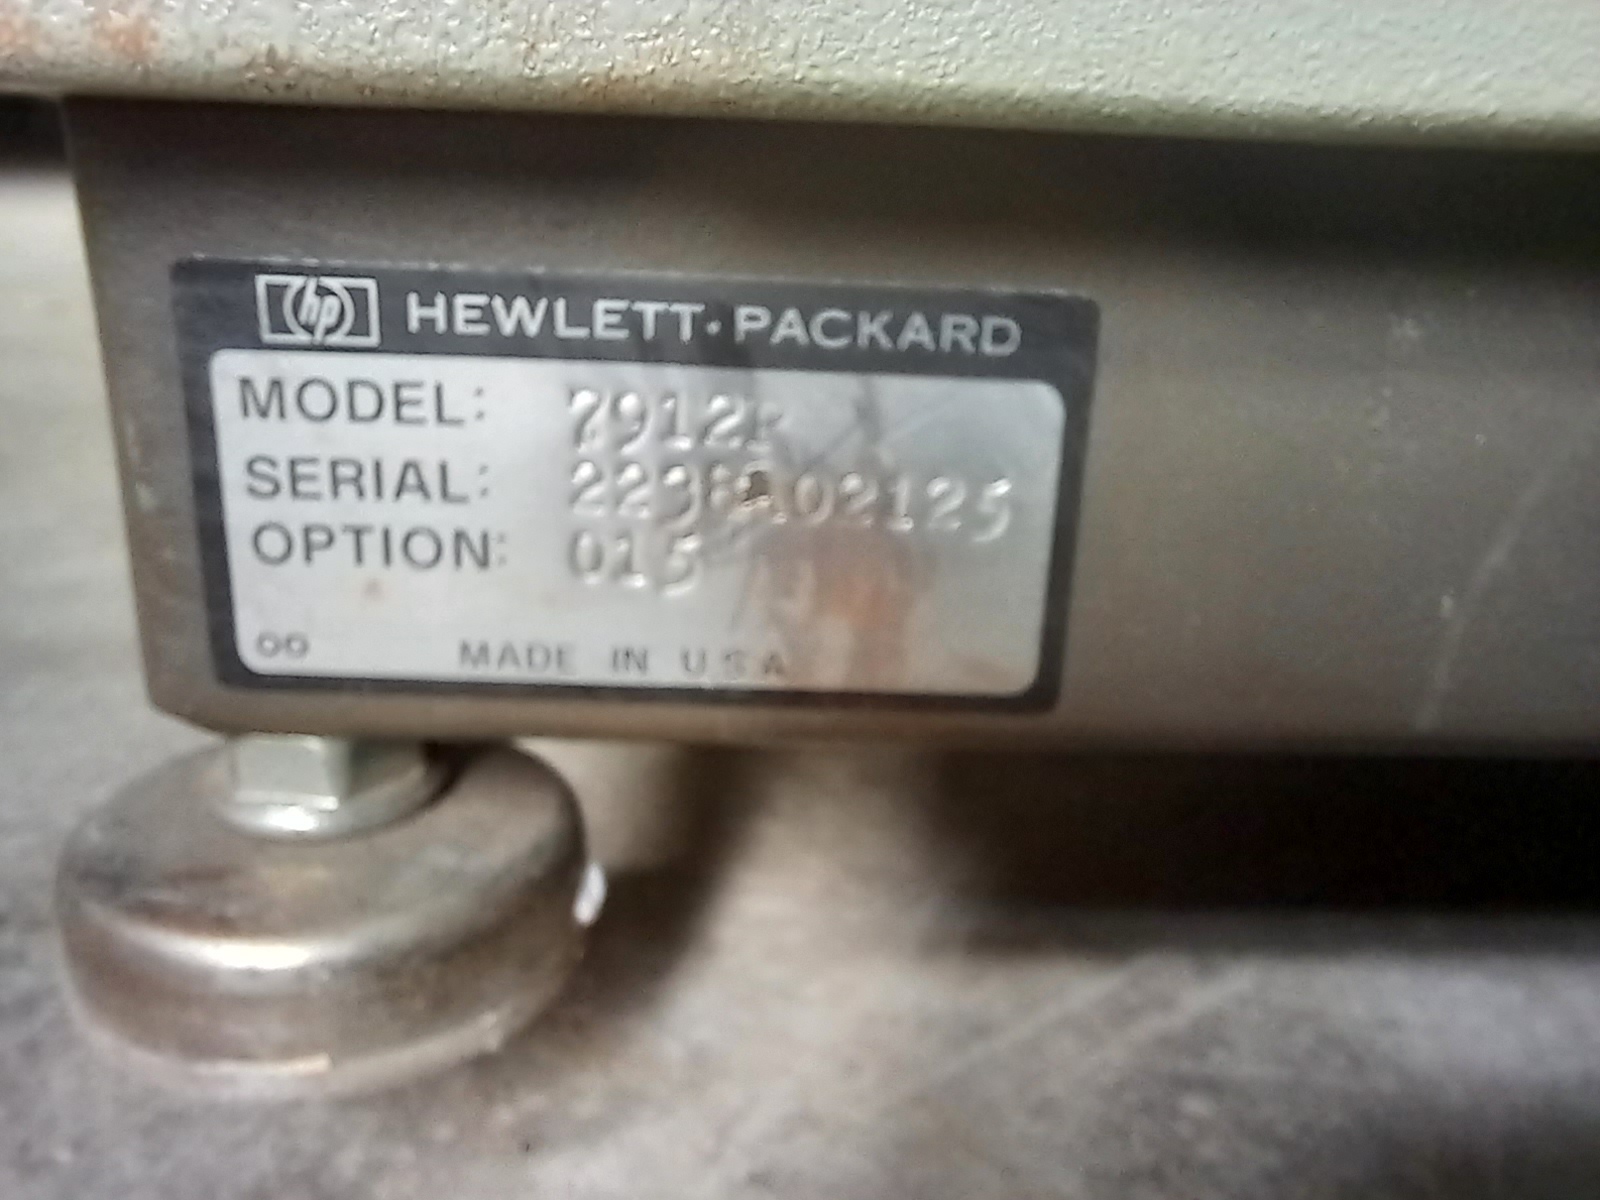 hp HEWLETT·PACKARD
MODEL: 7912P
SERIAL:
OPTION: 015
00 MADE IN U S A